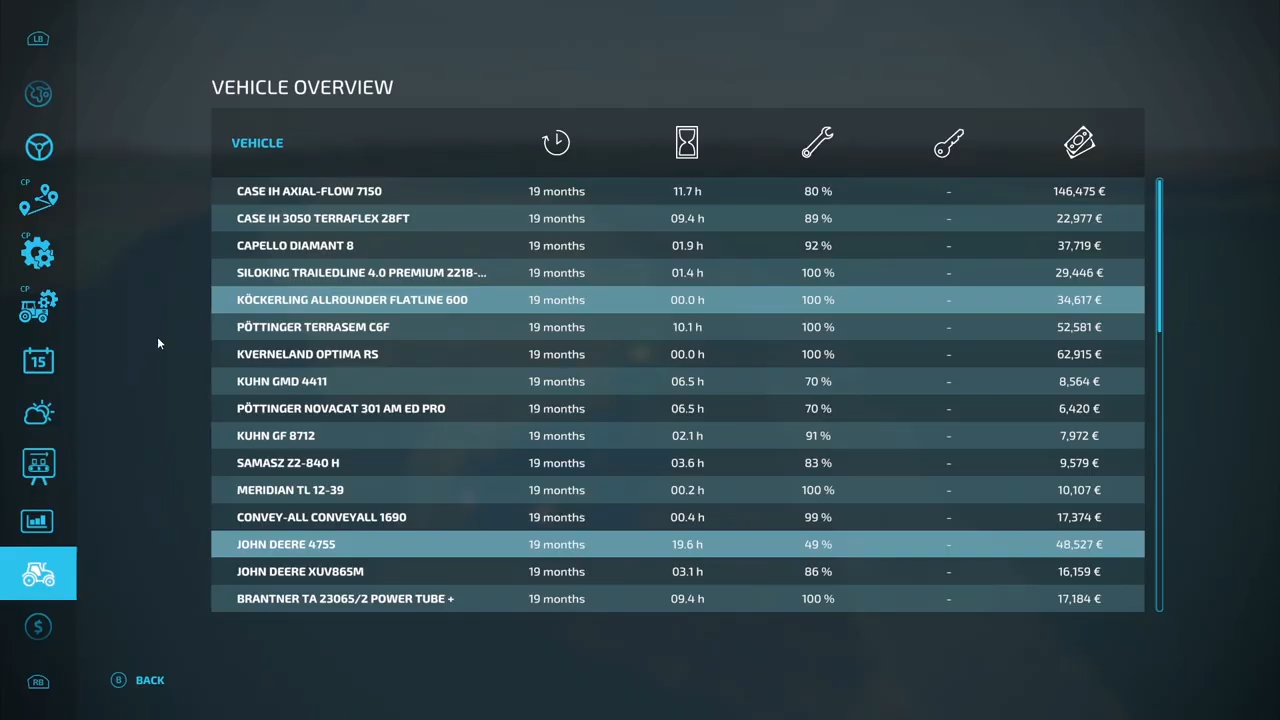 LB
VEHICLE OVERVIEW
VEHICLE
CASE IH AXIAL-FLOW 7150 19 months 11.7 h 80 % - 146,475 €
CASE IH 3050 TERRAFLEX 28FT 19 months 09.4 h 89 % - 22,977 €
CAPELLO DIAMANT 8 19 months 01.9 h 92 % - 37,719 €
SILOKING TRAILEDLINE 4.0 PREMIUM 2218-... 19 months 01.4 h 100 % - 29,446 €
KÖCKERLING ALLROUNDER FLATLINE 600 19 months 00.0 h 100 % - 34,617 €
PÖTTINGER TERRASEM C6F 19 months 10.1 h 100 % - 52,581 €
KVERNELAND OPTIMA RS 19 months 00.0 h 100 % - 62,915 €
KUHN GMD 4411 19 months 06.5 h 70 % - 8,564 €
PÖTTINGER NOVACAT 301 AM ED PRO 19 months 06.5 h 70 % - 6,420 €
KUHN GF 8712 19 months 02.1 h 91 % - 7,972 €
SAMASZ Z2-840 H 19 months 03.6 h 83 % - 9,579 €
MERIDIAN TL 12-39 19 months 00.2 h 100 % - 10,107 €
CONVEY-ALL CONVEYALL 1690 19 months 00.4 h 99 % - 17,374 €
JOHN DEERE 4755 19 months 19.6 h 49 % - 48,527 €
JOHN DEERE XUV865M 19 months 03.1 h 86 % - 16,159 €
BRANTNER TA 23065/2 POWER TUBE + 19 months 09.4 h 100 % - 17,184 €
CP
CP
CP
15
$
RB
B BACK